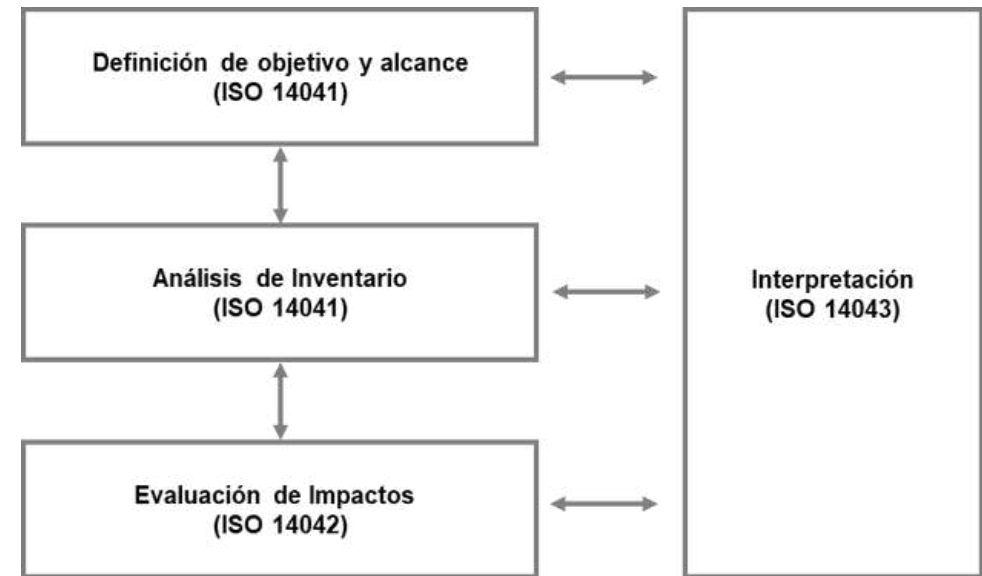 Definición de objetivo y alcance
(ISO 14041)
Análisis de Inventario
(ISO 14041)
Interpretación
(ISO 14043)
Evaluación de Impactos
(ISO 14042)